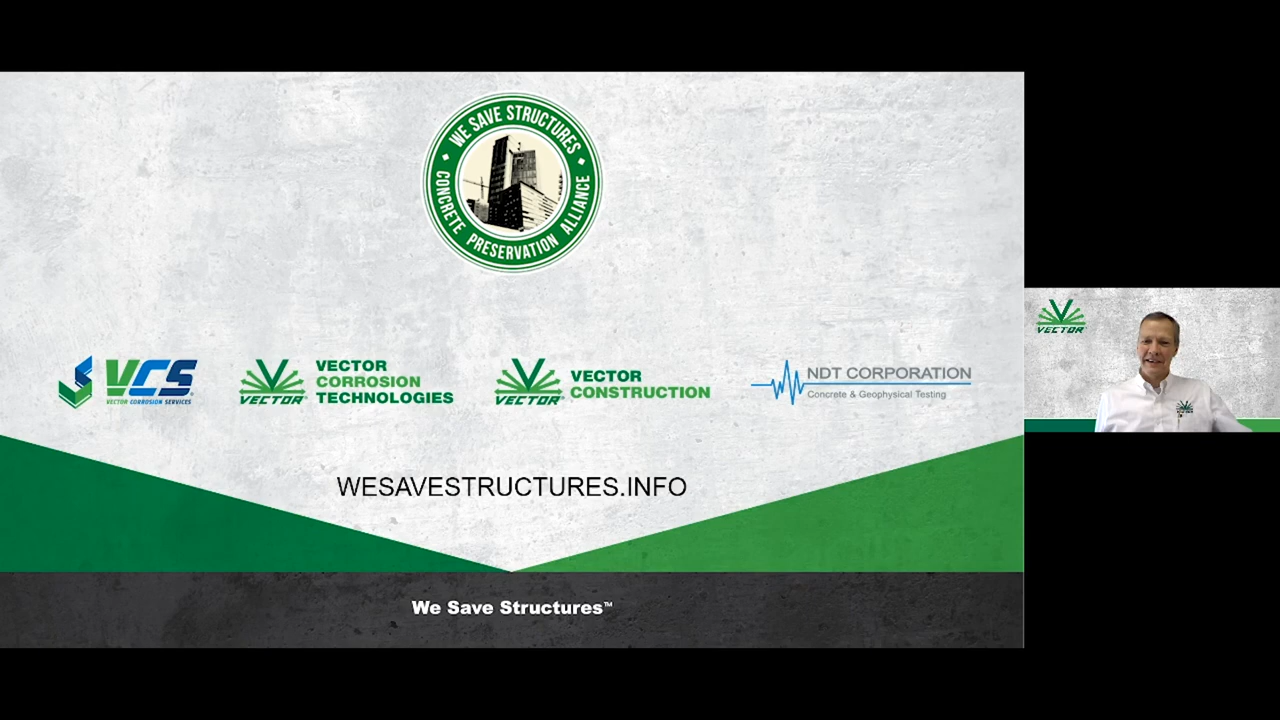 WE SAVE STRUCTURES
CONCRETE PRESERVATION ALLIANCE
VCS
VECTOR CORROSION SERVICES
VECTOR
VECTOR
CORROSION
TECHNOLOGIES
VECTOR
VECTOR
CONSTRUCTION
NDT CORPORATION
Concrete & Geophysical Testing
WESAVESTRUCTURES.INFO
We Save Structures™
VECTOR